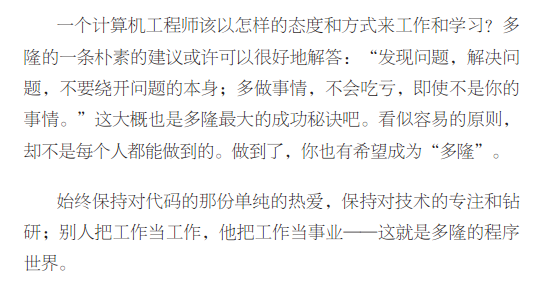 一个计算机工程师该以怎样的态度和方式来工作和学习？多
隆的一条朴素的建议或许可以很好地解答：“发现问题，解决问
题，不要绕开问题的本身；多做事情，不会吃亏，即使不是你的
事情。”这大概也是多隆最大的成功秘诀吧。看似容易的原则，
却不是每个人都能做到的。做到了，你也有希望成为“多隆”。
始终保持对代码的那份单纯的热爱，保持对技术的专注和钻
研；别人把工作当工作，他把工作当事业——这就是多隆的程序
世界。